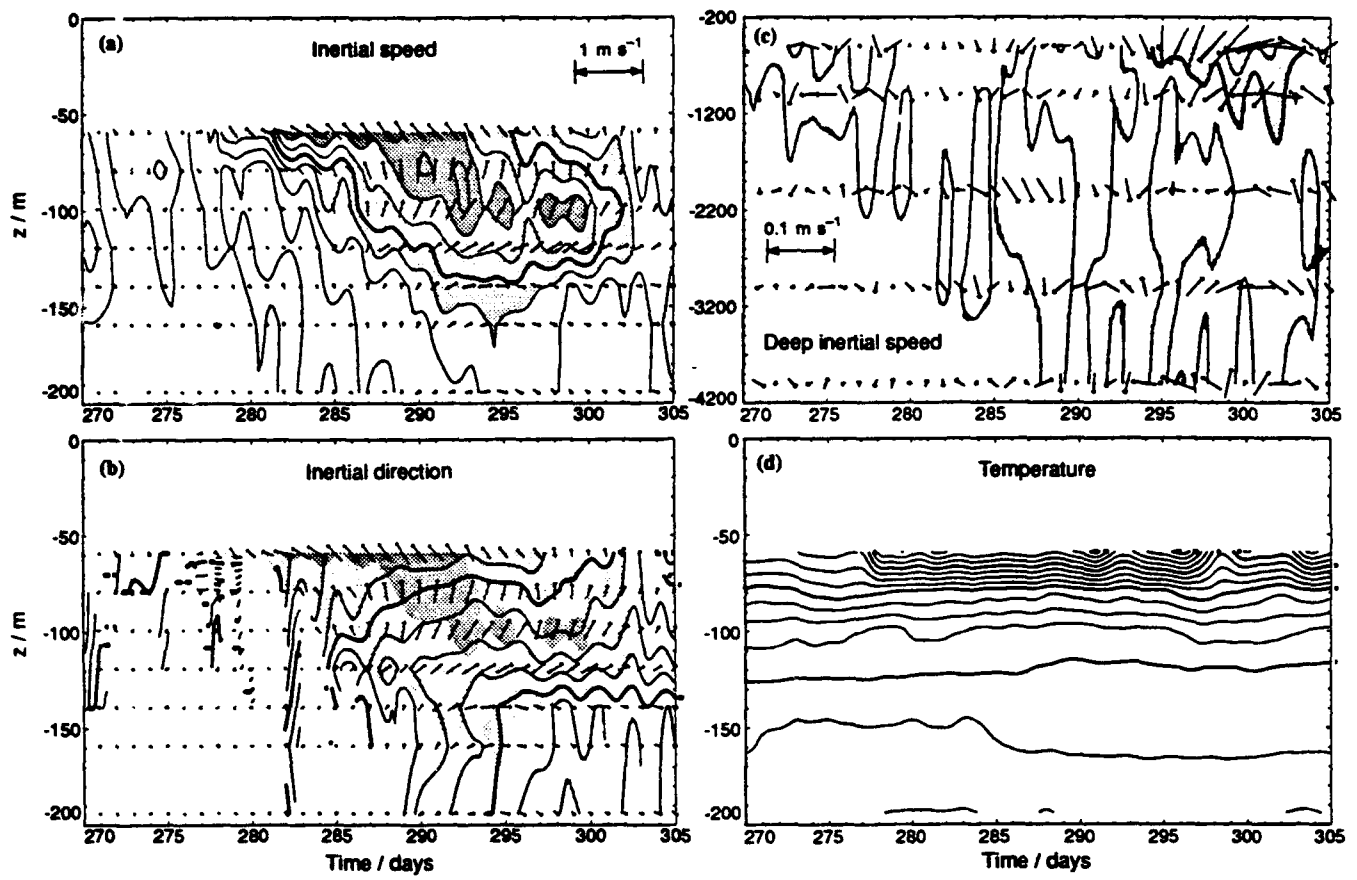 (a)
Inertial speed
1 m s⁻¹
0
-50
-100
-150
-200
z / m
270 275 280 285 290 295 300 305
(c)
-200
-1200
-2200
-3200
-4200
0.1 m s⁻¹
Deep inertial speed
270 275 280 285 290 295 300 305
(b)
Inertial direction
0
-50
-100
-150
-200
z / m
270 275 280 285 290 295 300 305
Time / days
(d)
Temperature
0
-50
-100
-150
-200
270 275 280 285 290 295 300 305
Time / days